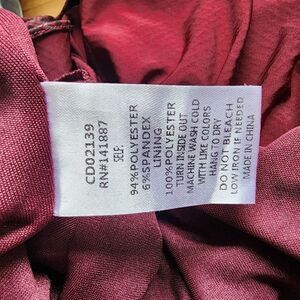 CD02139
RN#141887
SELF:
94%POLYESTER
6%SPANDEX
LINING
100%POLYESTER
TURN INSIDE OUT
MACHINE WASH COLD
WITH LIKE COLORS
HANG TO DRY
DO NOT BLEACH
LOW IRON IF NEEDED
MADE IN CHINA